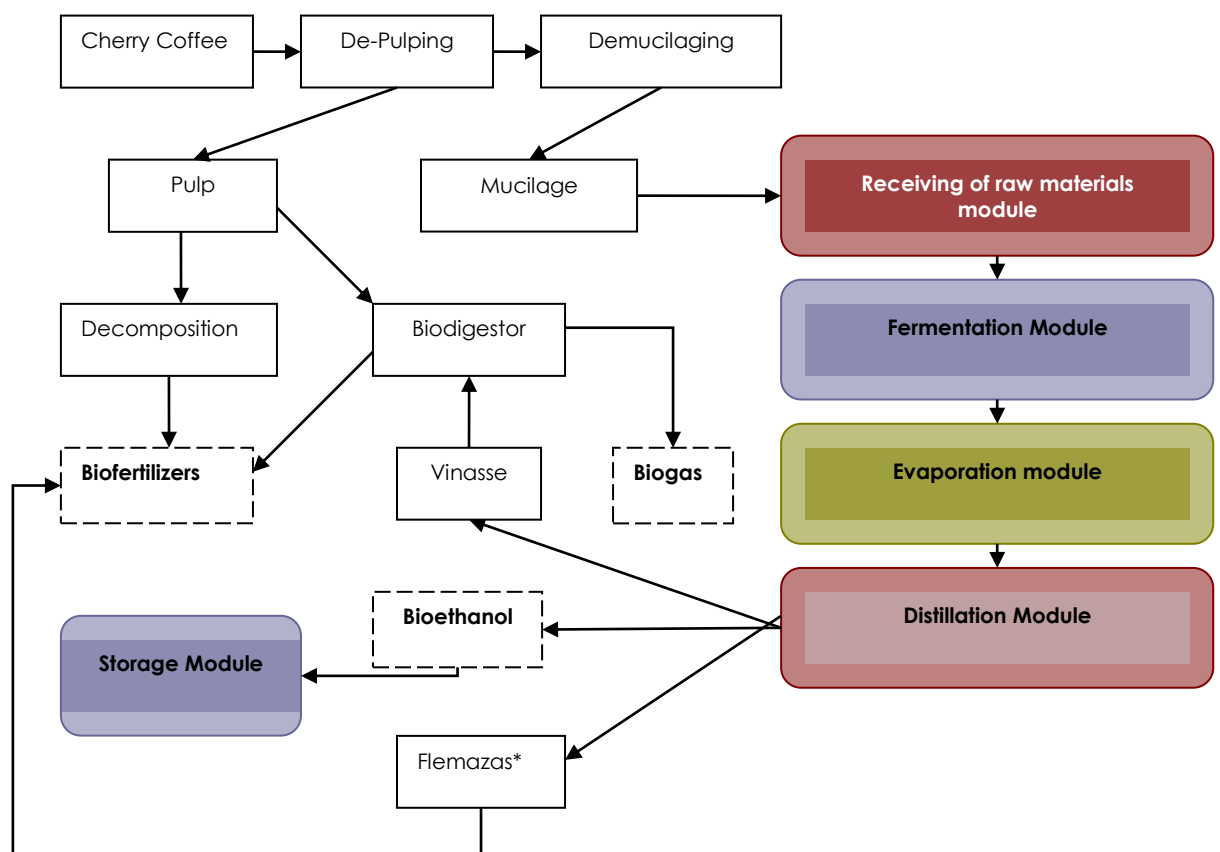 Cherry Coffee
De-Pulping
Demucilaging
Pulp
Mucilage
Receiving of raw materials
module
Decomposition
Biodigestor
Fermentation Module
Biofertilizers
Vinasse
Biogas
Evaporation module
Bioethanol
Distillation Module
Storage Module
Flemazas*